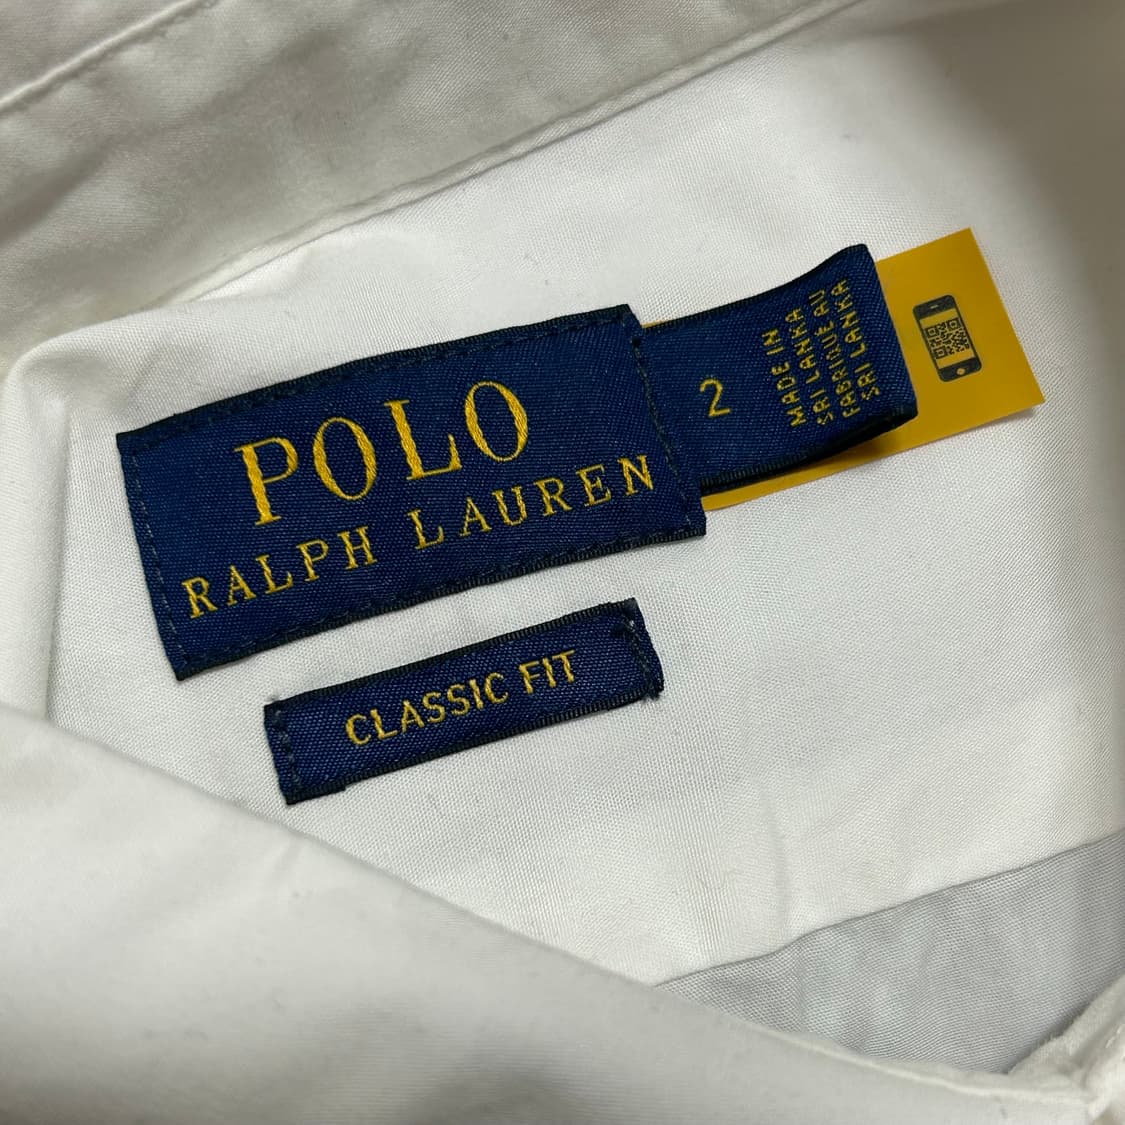 POLO
RALPH LAUREN
2
MADE IN
SRI LANKA
FABRIQUE AU
SRI LANKA
CLASSIC FIT